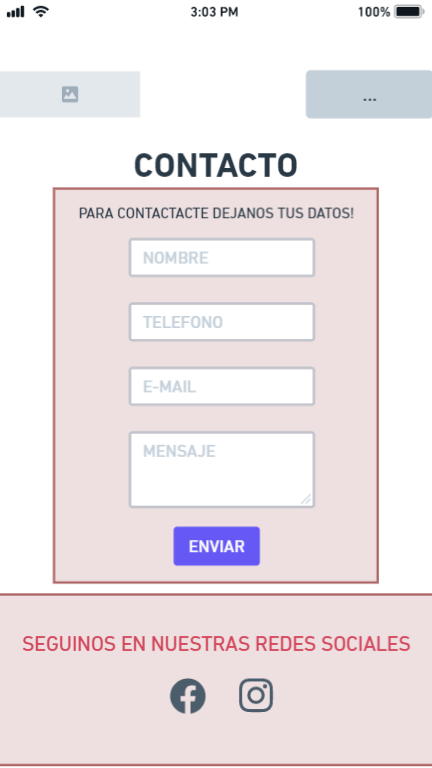 3:03 PM
100%
...
CONTACTO
PARA CONTACTACTE DEJANOS TUS DATOS!
NOMBRE
TELEFONO
E-MAIL
MENSAJE
ENVIAR
SEGUINOS EN NUESTRAS REDES SOCIALES